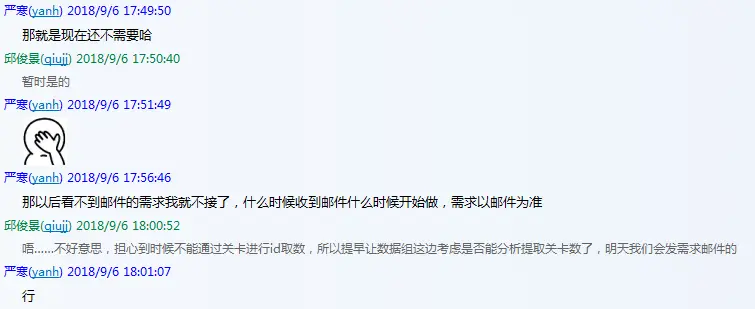 严寒(yanh) 2018/9/6 17:49:50
那就是现在还不需要哈
邱俊景(qiujj) 2018/9/6 17:50:40
暂时是的
严寒(yanh) 2018/9/6 17:51:49
严寒(yanh) 2018/9/6 17:56:46
那以后看不到邮件的需求我就不接了，什么时候收到邮件什么时候开始做，需求以邮件为准
邱俊景(qiujj) 2018/9/6 18:00:52
唔……不好意思，担心到时候不能通过关卡进行id取数，所以提早让数据组这边考虑是否能分析提取关卡数了，明天我们会发需求邮件的
严寒(yanh) 2018/9/6 18:01:07
行